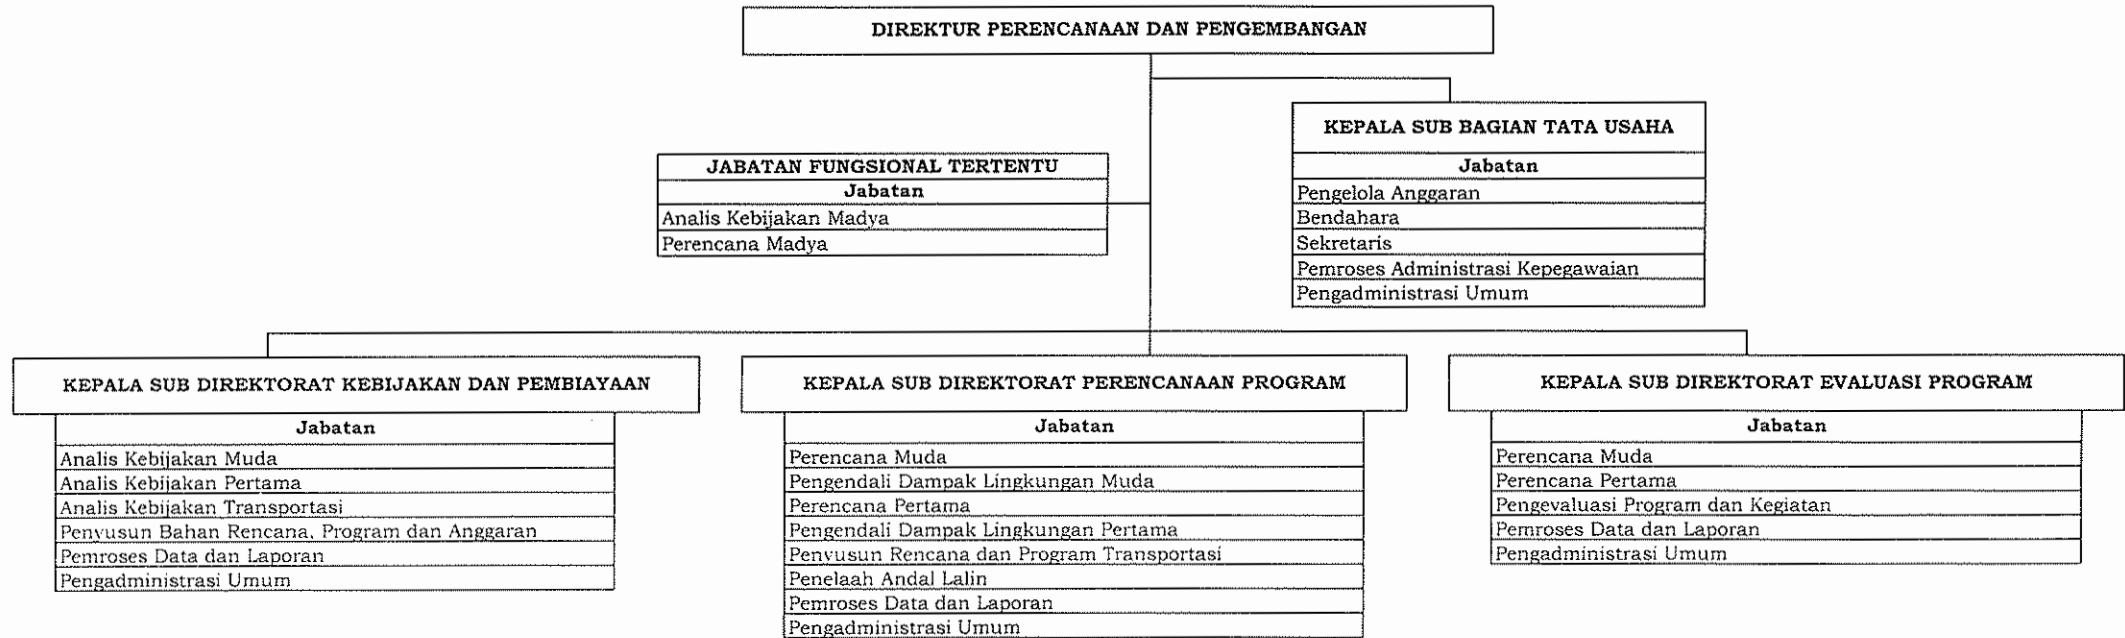 DIREKTUR PERENCANAAN DAN PENGEMBANGAN
KEPALA SUB BAGIAN TATA USAHA
Jabatan
Pengelola Anggaran
Bendahara
Sekretaris
Pemroses Administrasi Kepegawaian
Pengadministrasi Umum
JABATAN FUNGSIONAL TERTENTU
Jabatan
Analis Kebijakan Madya
Perencana Madya
KEPALA SUB DIREKTORAT KEBIJAKAN DAN PEMBIAYAAN
Jabatan
Analis Kebijakan Muda
Analis Kebijakan Pertama
Analis Kebijakan Transportasi
Penyusun Bahan Rencana, Program dan Anggaran
Pemroses Data dan Laporan
Pengadministrasi Umum
KEPALA SUB DIREKTORAT PERENCANAAN PROGRAM
Jabatan
Perencana Muda
Pengendali Dampak Lingkungan Muda
Perencana Pertama
Pengendali Dampak Lingkungan Pertama
Penyusun Rencana dan Program Transportasi
Penelaah Andal Lalin
Pemroses Data dan Laporan
Pengadministrasi Umum
KEPALA SUB DIREKTORAT EVALUASI PROGRAM
Jabatan
Perencana Muda
Perencana Pertama
Pengevaluasi Program dan Kegiatan
Pemroses Data dan Laporan
Pengadministrasi Umum